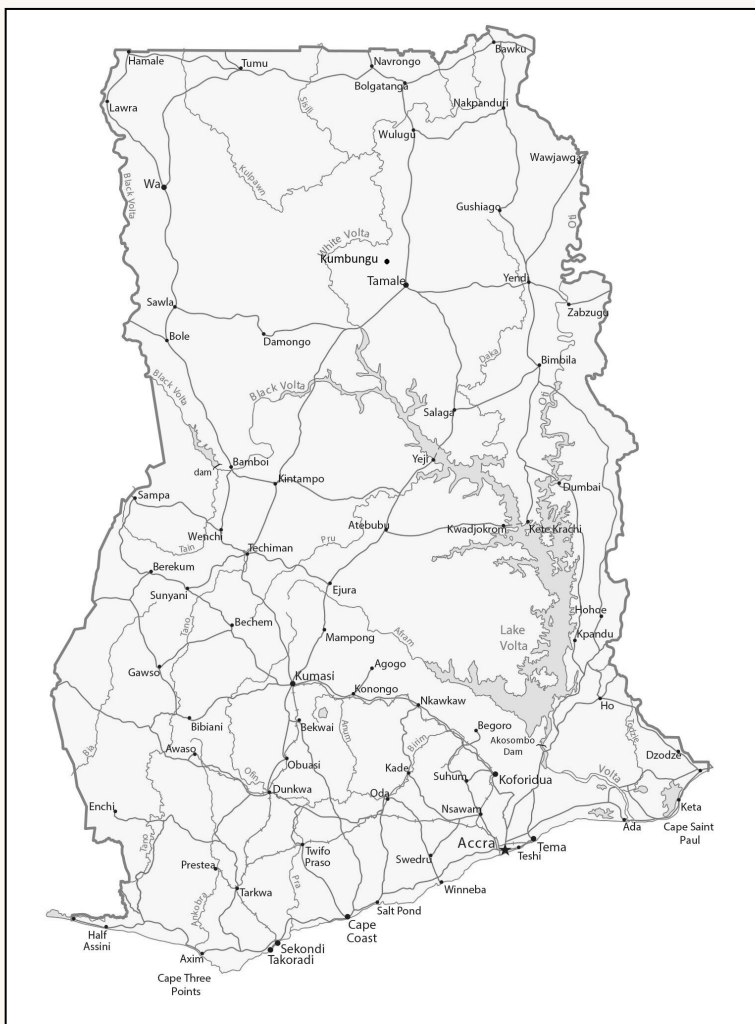 Bawku
Hamale
Tumu
Navrongo
Bolgatanga
Lawra
Sisili
Nakpanduri
Wulugu
Wawjawga
Kulpawn
Wa
Black Volta
Gushiago
Oti
White Volta
Kumbungu
Tamale
Yendi
Sawla
Zabzugu
Bole
Damongo
Daka
Bimbila
Black Volta
Black Volta
Oti
Salaga
Yeji
Bamboi
dam
Kintampo
Dumbai
Sampa
Atebubu
Kwadjokrom
Kete Krachi
Wenchi
Pru
Tain
Techiman
Berekum
Sunyani
Ejura
Hohoe
Tano
Bechem
Mampong
Afram
Lake
Volta
Kpandu
Gawso
Agogo
Kumasi
Konongo
Nkawkaw
Ho
Bibiani
Bekwai
Anum
Begoro
Todzie
Birim
Akosombo
Dam
Awaso
Bia
Dzodze
Obuasi
Ofin
Kade
Suhum
Koforidua
Volta
Dunkwa
Oda
Enchi
Nsawam
Keta
Ada
Cape Saint
Paul
Tano
Accra
Tema
Teshi
Twifo
Praso
Swedru
Prestea
Pra
Winneba
Tarkwa
Ankobra
Salt Pond
Cape
Coast
Half
Assini
Sekondi
Takoradi
Axim
Cape Three
Points